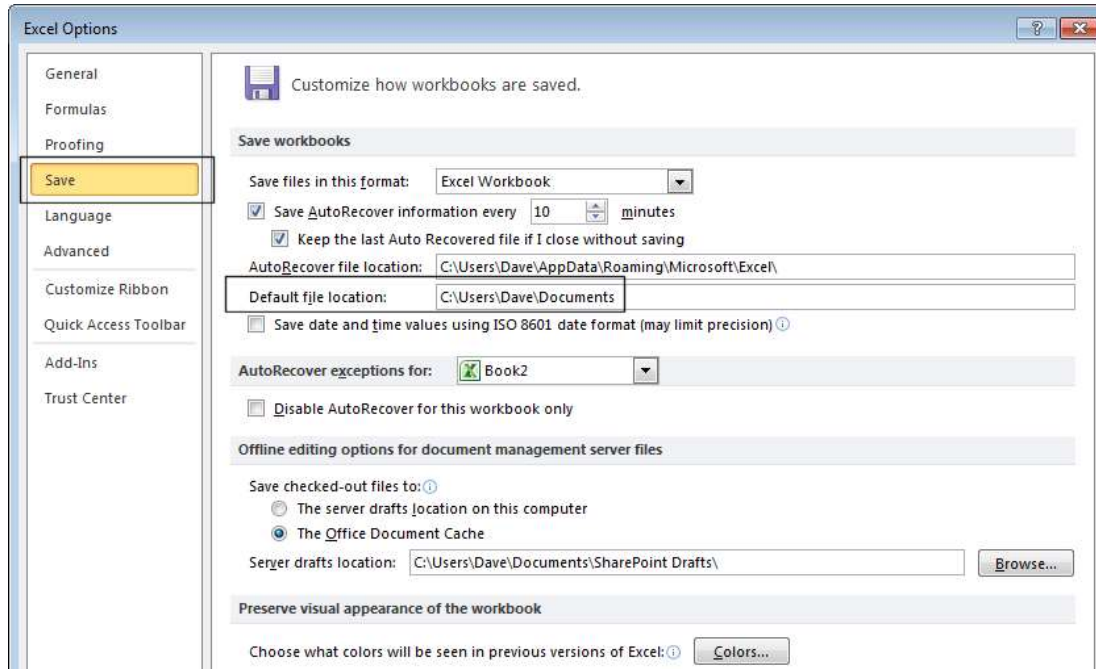 Excel Options
General
Formulas
Proofing
Save
Language
Advanced
Customize Ribbon
Quick Access Toolbar
Add-Ins
Trust Center
Customize how workbooks are saved.
Save workbooks
Save files in this format: Excel Workbook
Save AutoRecover information every 10 minutes
Keep the last Auto Recovered file if I close without saving
AutoRecover file location: C:\Users\Dave\AppData\Roaming\Microsoft\Excel\
Default file location: C:\Users\Dave\Documents
Save date and time values using ISO 8601 date format (may limit precision)
AutoRecover exceptions for: Book2
Disable AutoRecover for this workbook only
Offline editing options for document management server files
Save checked-out files to:
The server drafts location on this computer
The Office Document Cache
Server drafts location: C:\Users\Dave\Documents\SharePoint Drafts\ Browse...
Preserve visual appearance of the workbook
Choose what colors will be seen in previous versions of Excel: Colors...